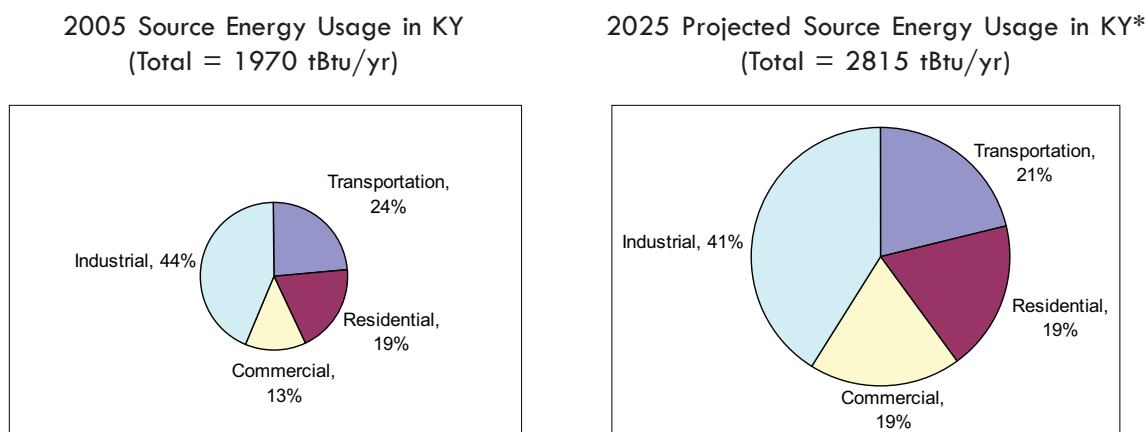 2005 Source Energy Usage in KY
(Total = 1970 tBtu/yr)
Transportation,
24%
Industrial, 44%
Residential,
19%
Commercial,
13%
2025 Projected Source Energy Usage in KY*
(Total = 2815 tBtu/yr)
Transportation,
21%
Industrial, 41%
Residential,
19%
Commercial,
19%